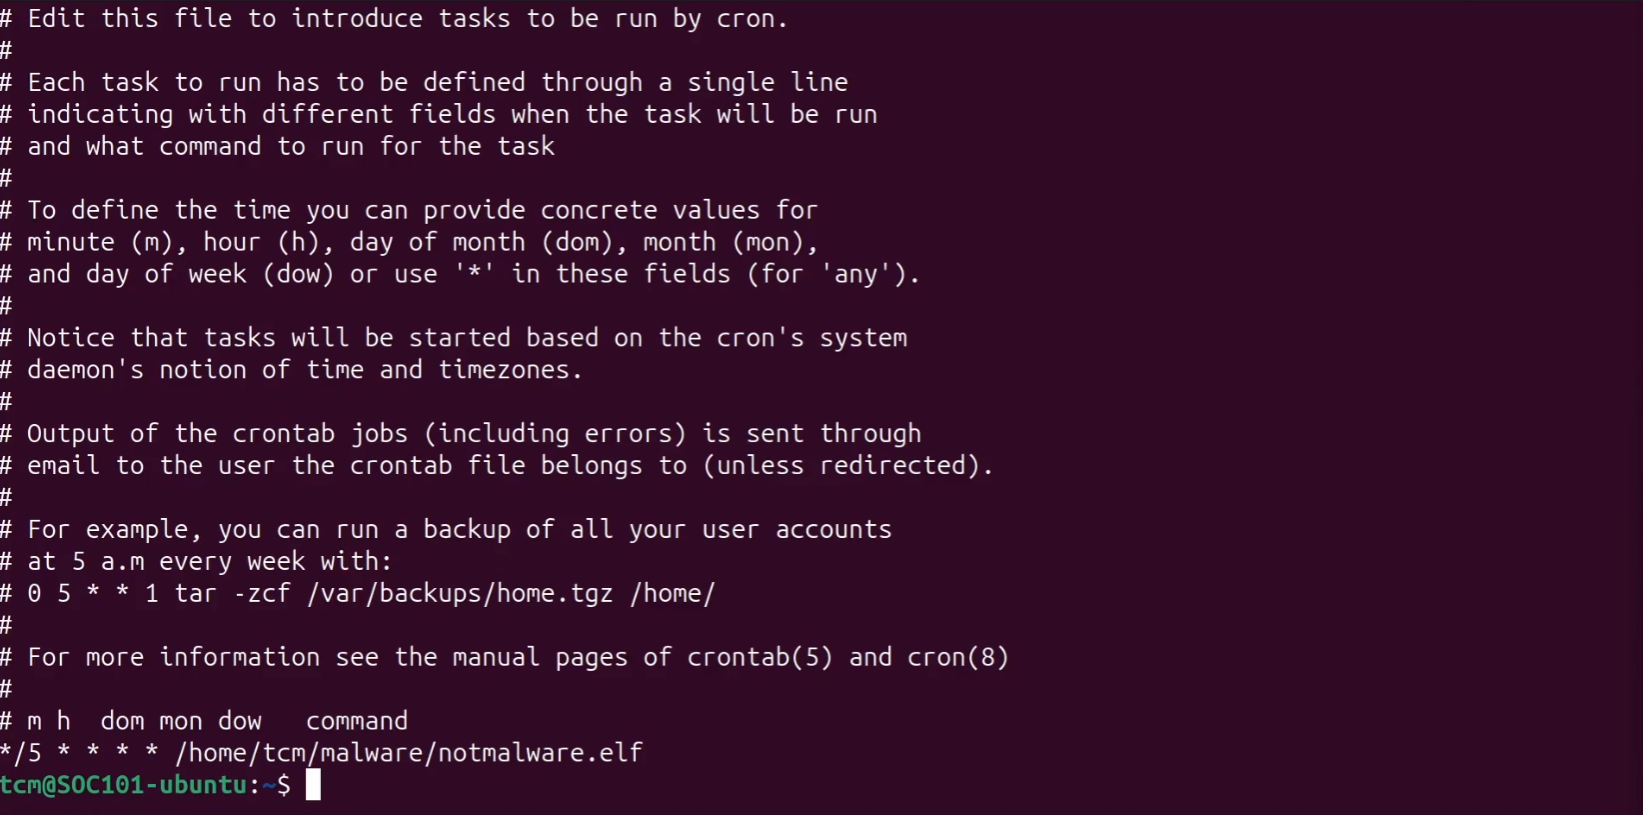 # Edit this file to introduce tasks to be run by cron.
#
# Each task to run has to be defined through a single line
# indicating with different fields when the task will be run
# and what command to run for the task
#
# To define the time you can provide concrete values for
# minute (m), hour (h), day of month (dom), month (mon),
# and day of week (dow) or use '*' in these fields (for 'any').
#
# Notice that tasks will be started based on the cron's system
# daemon's notion of time and timezones.
#
# Output of the crontab jobs (including errors) is sent through
# email to the user the crontab file belongs to (unless redirected).
#
# For example, you can run a backup of all your user accounts
# at 5 a.m every week with:
# 0 5 * * 1 tar -zcf /var/backups/home.tgz /home/
#
# For more information see the manual pages of crontab(5) and cron(8)
#
# m h  dom mon dow   command
*/5 * * * * /home/tcm/malware/notmalware.elf
tcm@SOC101-ubuntu:~$